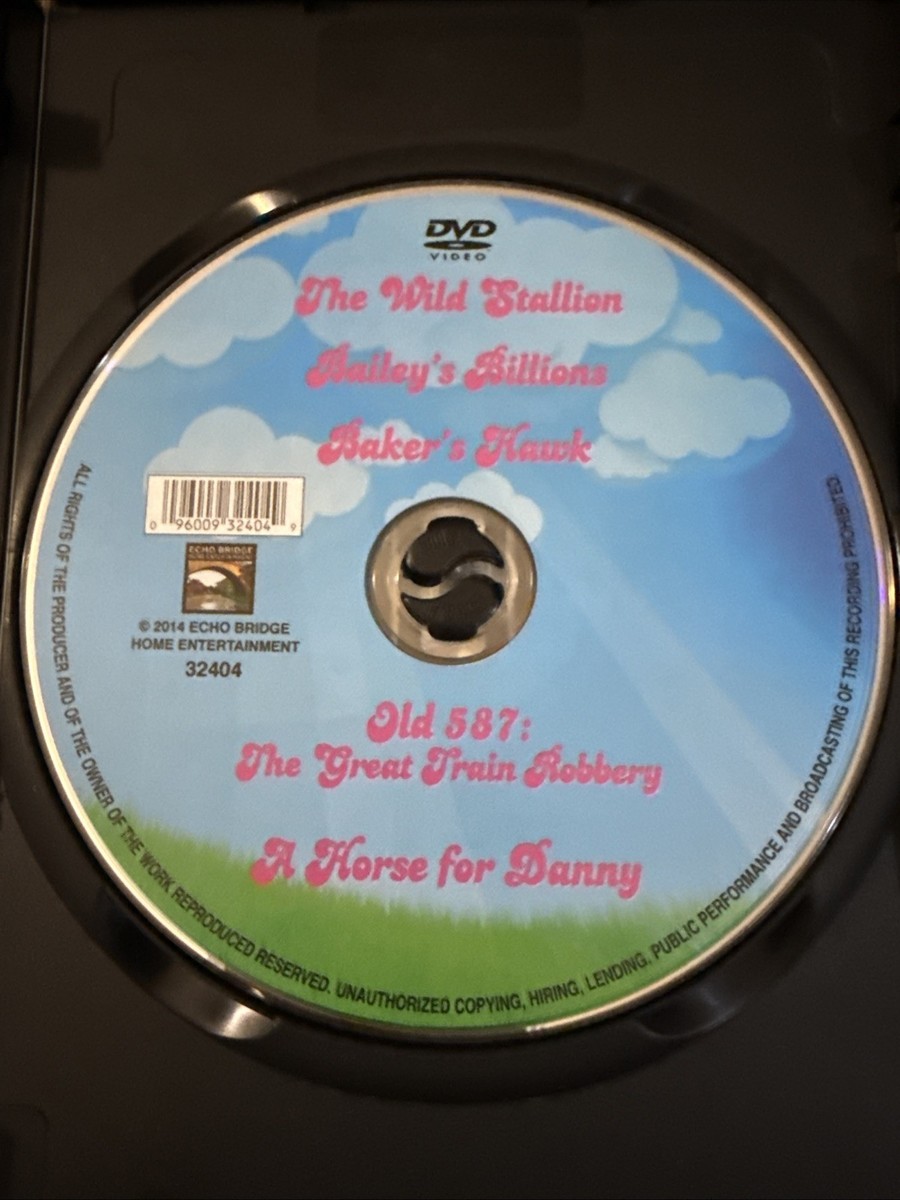 DVD
VIDEO
The Wild Stallion
Bailey's Billions
Baker's Hawk
0 96009 32404 9
ECHO BRIDGE
HOME ENTERTAINMENT
© 2014 ECHO BRIDGE
HOME ENTERTAINMENT
32404
Old 587:
The Great Train Robbery
A Horse for Danny
ALL RIGHTS OF THE PRODUCER AND OF THE OWNER OF THE WORK REPRODUCED RESERVED. UNAUTHORIZED COPYING, HIRING, LENDING, PUBLIC PERFORMANCE AND BROADCASTING OF THIS RECORDING PROHIBITED